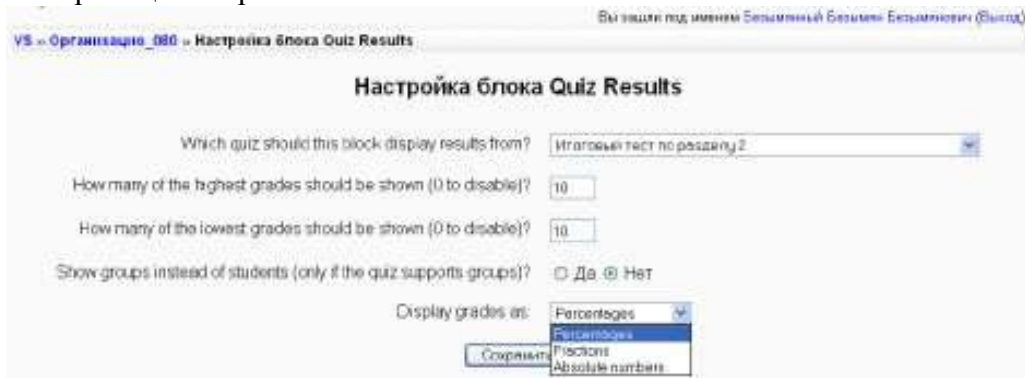 Вы зашли под именем Безымянный Безымян Безымянович (Выход)
VS » Организацию_080 » Настройка блока Quiz Results
Настройка блока Quiz Results
Which quiz should this block display results from? Итоговый тест по разделу 2
How many of the highest grades should be shown (0 to disable)? 10
How many of the lowest grades should be shown (0 to disable)? 10
Show groups instead of students (only if the quiz supports groups)? Да Нет
Display grades as: Percentages
Percentages
Сохранить Fractions
Absolute numbers